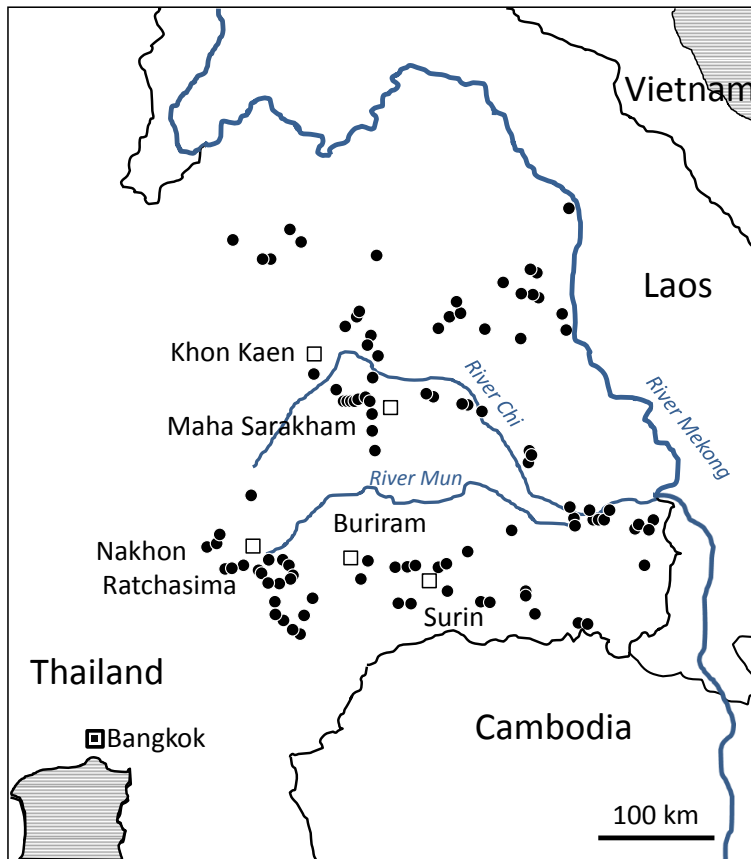 Vietnam
Laos
Khon Kaen
River Chi
River Mekong
Maha Sarakham
River Mun
Buriram
Nakhon
Ratchasima
Surin
Thailand
Cambodia
Bangkok
100 km